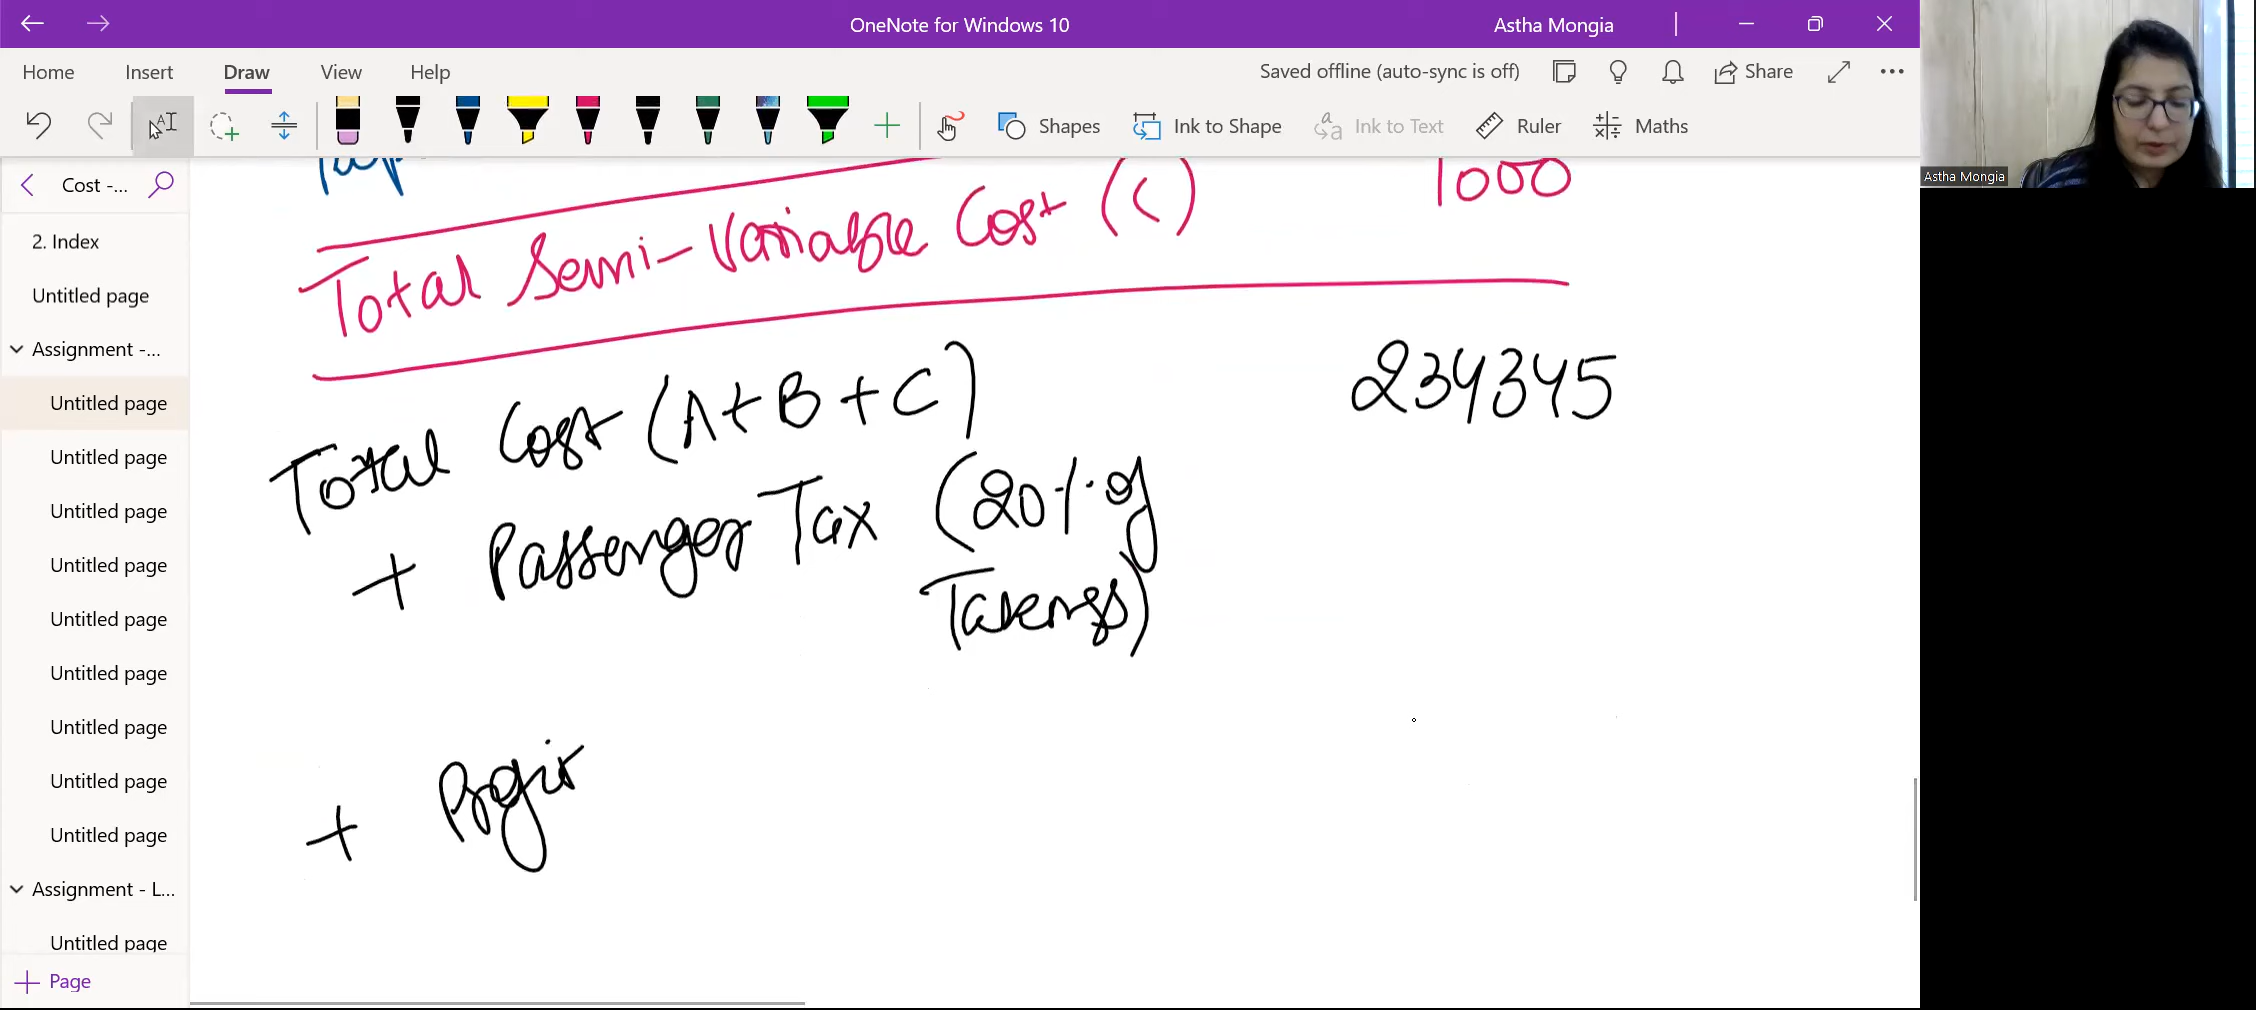 OneNote for Windows 10
Astha Mongia
Home Insert Draw View Help
Saved offline (auto-sync is off) Share
Shapes Ink to Shape Ink to Text Ruler Maths
Cost -...
2. Index
Untitled page
Assignment -...
Untitled page
Untitled page
Untitled page
Untitled page
Untitled page
Untitled page
Untitled page
Untitled page
Untitled page
Assignment - L...
Untitled page
Page
1000
Total Semi-Variable Cost (C)
Total Cost (A+B+C) 234345
+ Passenger Tax (20% of
Takings)
+ Profit
Astha Mongia